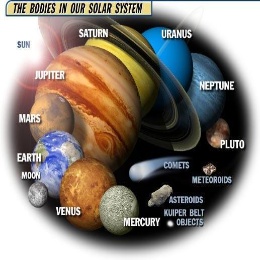 THE BODIES IN OUR SOLAR SYSTEM
SUN
SATURN
URANUS
JUPITER
NEPTUNE
MARS
PLUTO
EARTH
COMETS
MOON
METEOROIDS
ASTEROIDS
VENUS
MERCURY
KUIPER BELT
OBJECTS